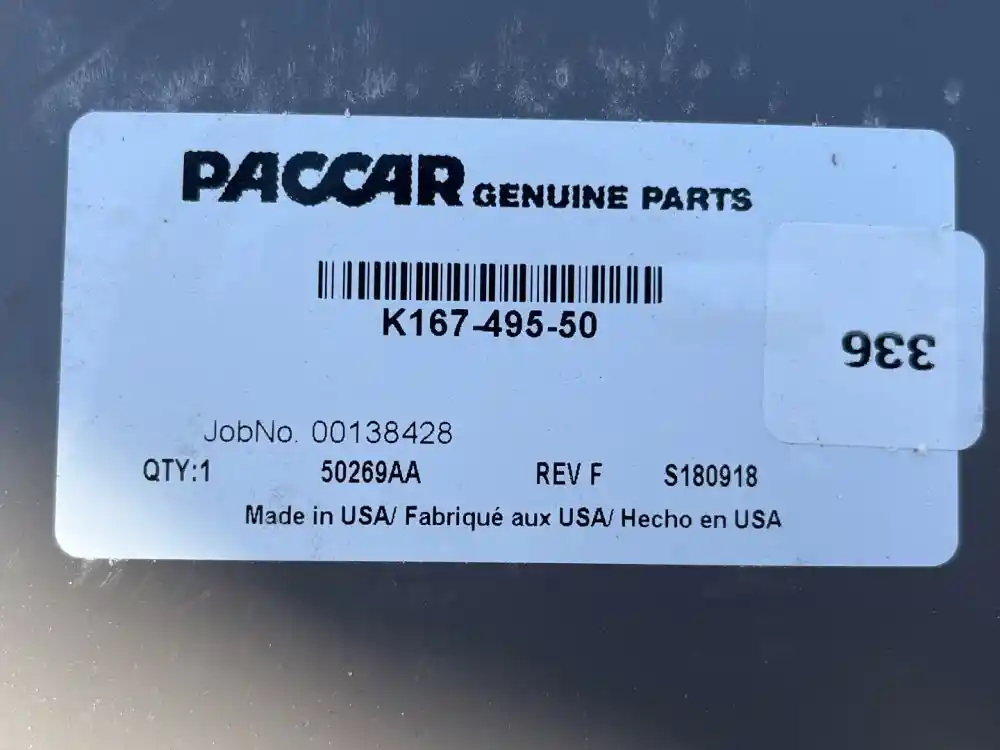 PACCAR GENUINE PARTS
K167-495-50
336
JobNo. 00138428
QTY:1 50269AA REV F S180918
Made in USA/ Fabriqué aux USA/ Hecho en USA